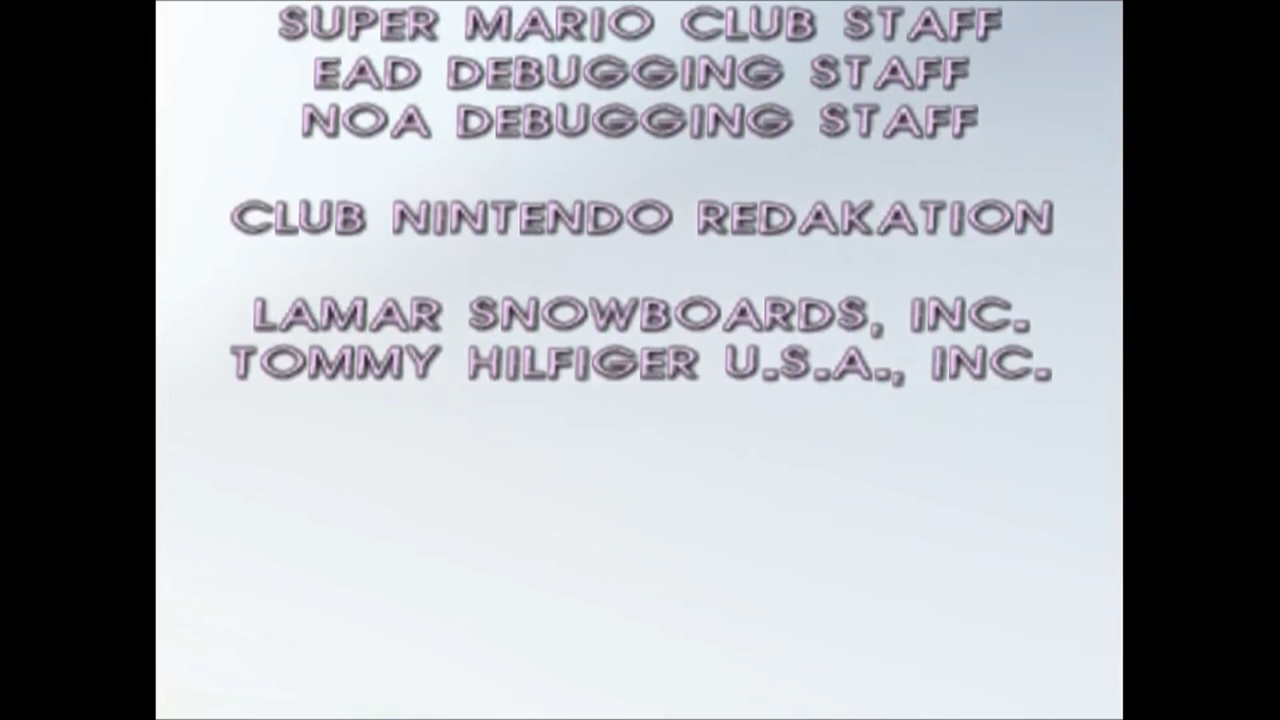 SUPER MARIO CLUB STAFF
EAD DEBUGGING STAFF
NOA DEBUGGING STAFF
CLUB NINTENDO REDAKATION
LAMAR SNOWBOARDS, INC.
TOMMY HILFIGER U.S.A., INC.